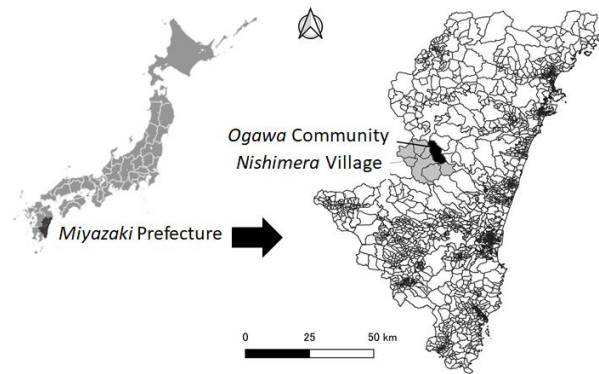 Ogawa Community
Nishimera Village
Miyazaki Prefecture
0 25 50 km